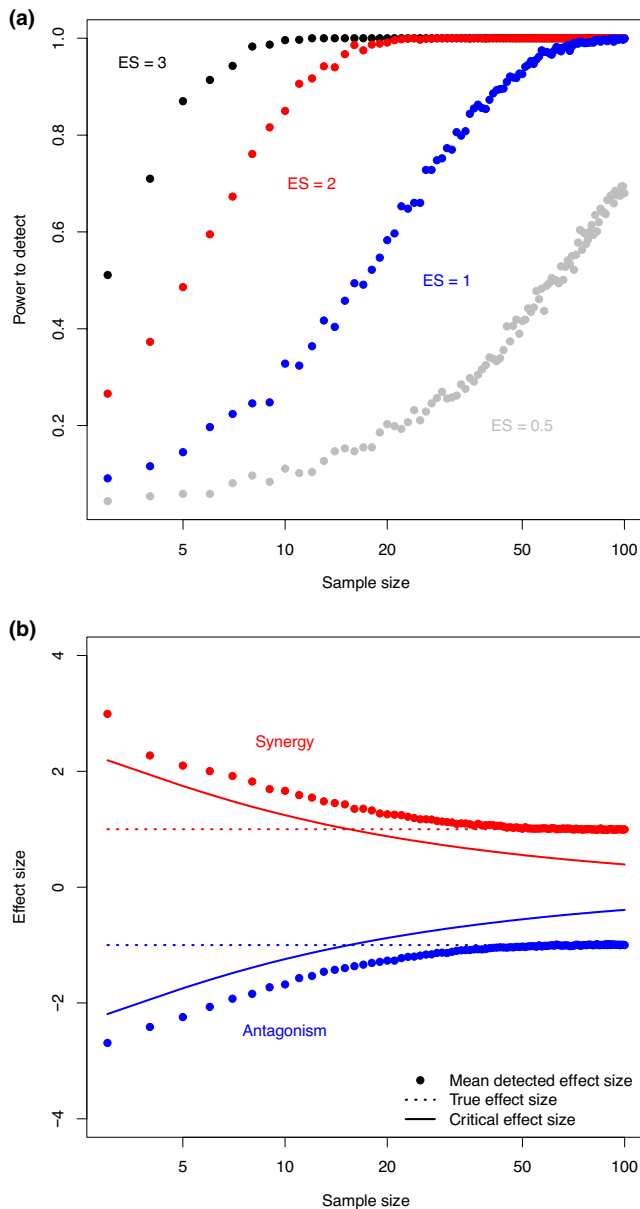 (a)
Power to detect
1.0
0.8
0.6
0.4
0.2
ES = 3
ES = 2
ES = 1
ES = 0.5
5 10 20 50 100
Sample size
(b)
Effect size
4
2
0
−2
−4
Synergy
Antagonism
Mean detected effect size
True effect size
Critical effect size
5 10 20 50 100
Sample size